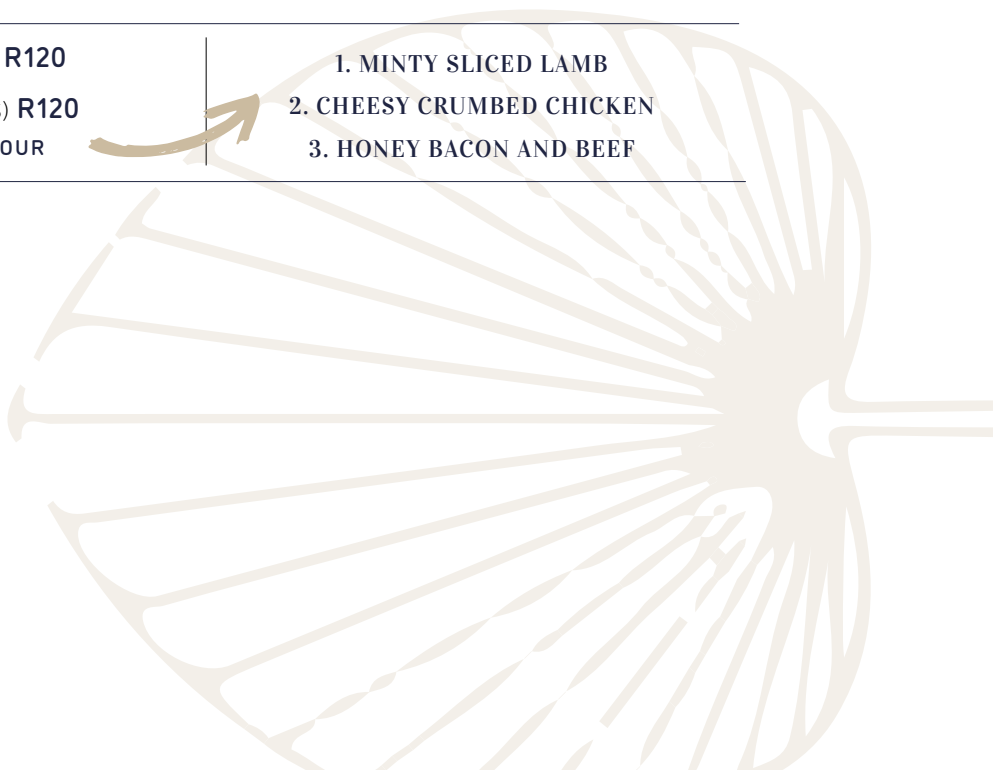 R120
) R120
OUR
1. MINTY SLICED LAMB
2. CHEESY CRUMBED CHICKEN
3. HONEY BACON AND BEEF